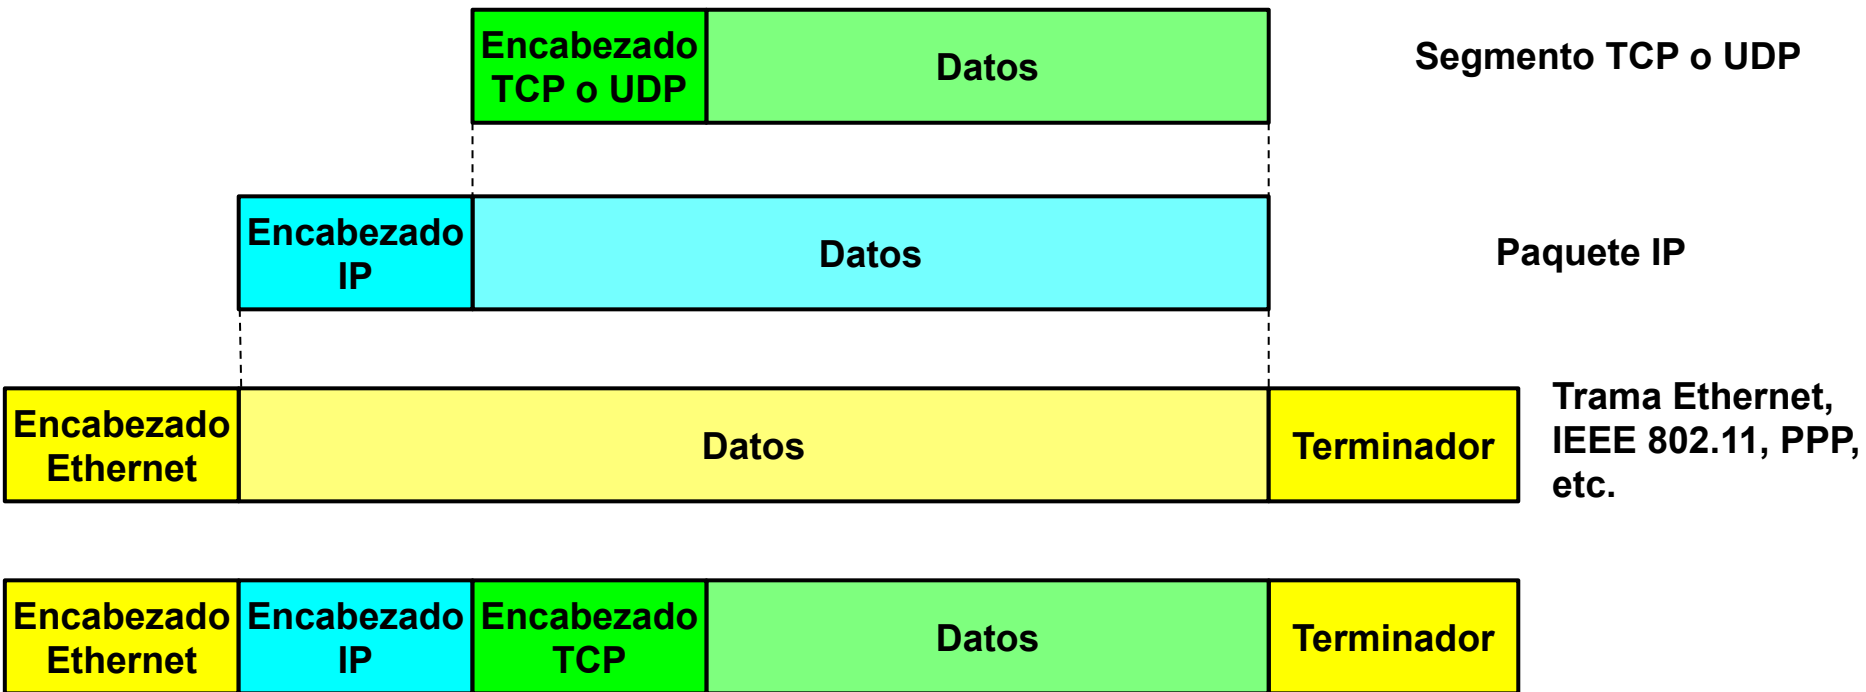 Encabezado
TCP o UDP
Datos
Segmento TCP o UDP
Encabezado
IP
Datos
Paquete IP
Encabezado
Ethernet
Datos
Terminador
Trama Ethernet,
IEEE 802.11, PPP,
etc.
Encabezado
Ethernet
Encabezado
IP
Encabezado
TCP
Datos
Terminador